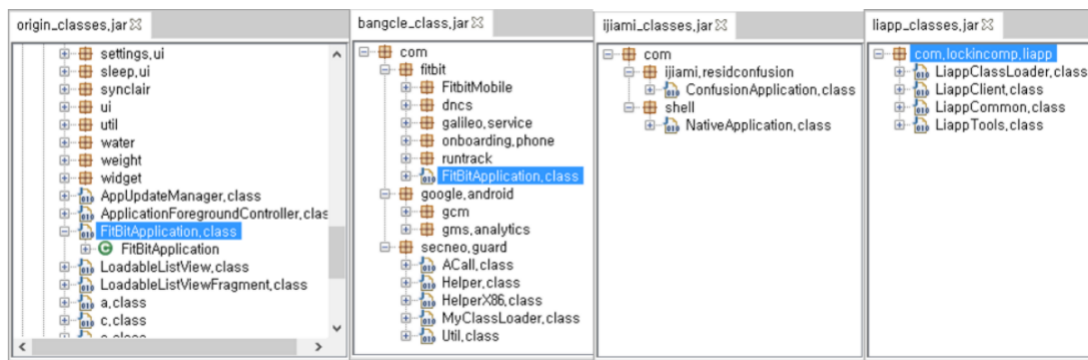 origin_classes,jar
settings,ui
sleep,ui
synclair
ui
util
water
weight
widget
AppUpdateManager,class
ApplicationForegroundController,clas
FitBitApplication,class
FitBitApplication
LoadableListView,class
LoadableListViewFragment,class
a,class
c,class
bangcle_class,jar
com
fitbit
FitbitMobile
dncs
galileo,service
onboarding,phone
runtrack
FitBitApplication,class
google,android
gcm
gms,analytics
secneo,guard
ACall,class
Helper,class
HelperX86,class
MyClassLoader,class
Util,class
ijiami_classes,jar
com
ijiami,residconfusion
ConfusionApplication,class
shell
NativeApplication,class
liapp_classes,jar
com,lockincomp,liapp
LiappClassLoader,class
LiappClient,class
LiappCommon,class
LiappTools,class